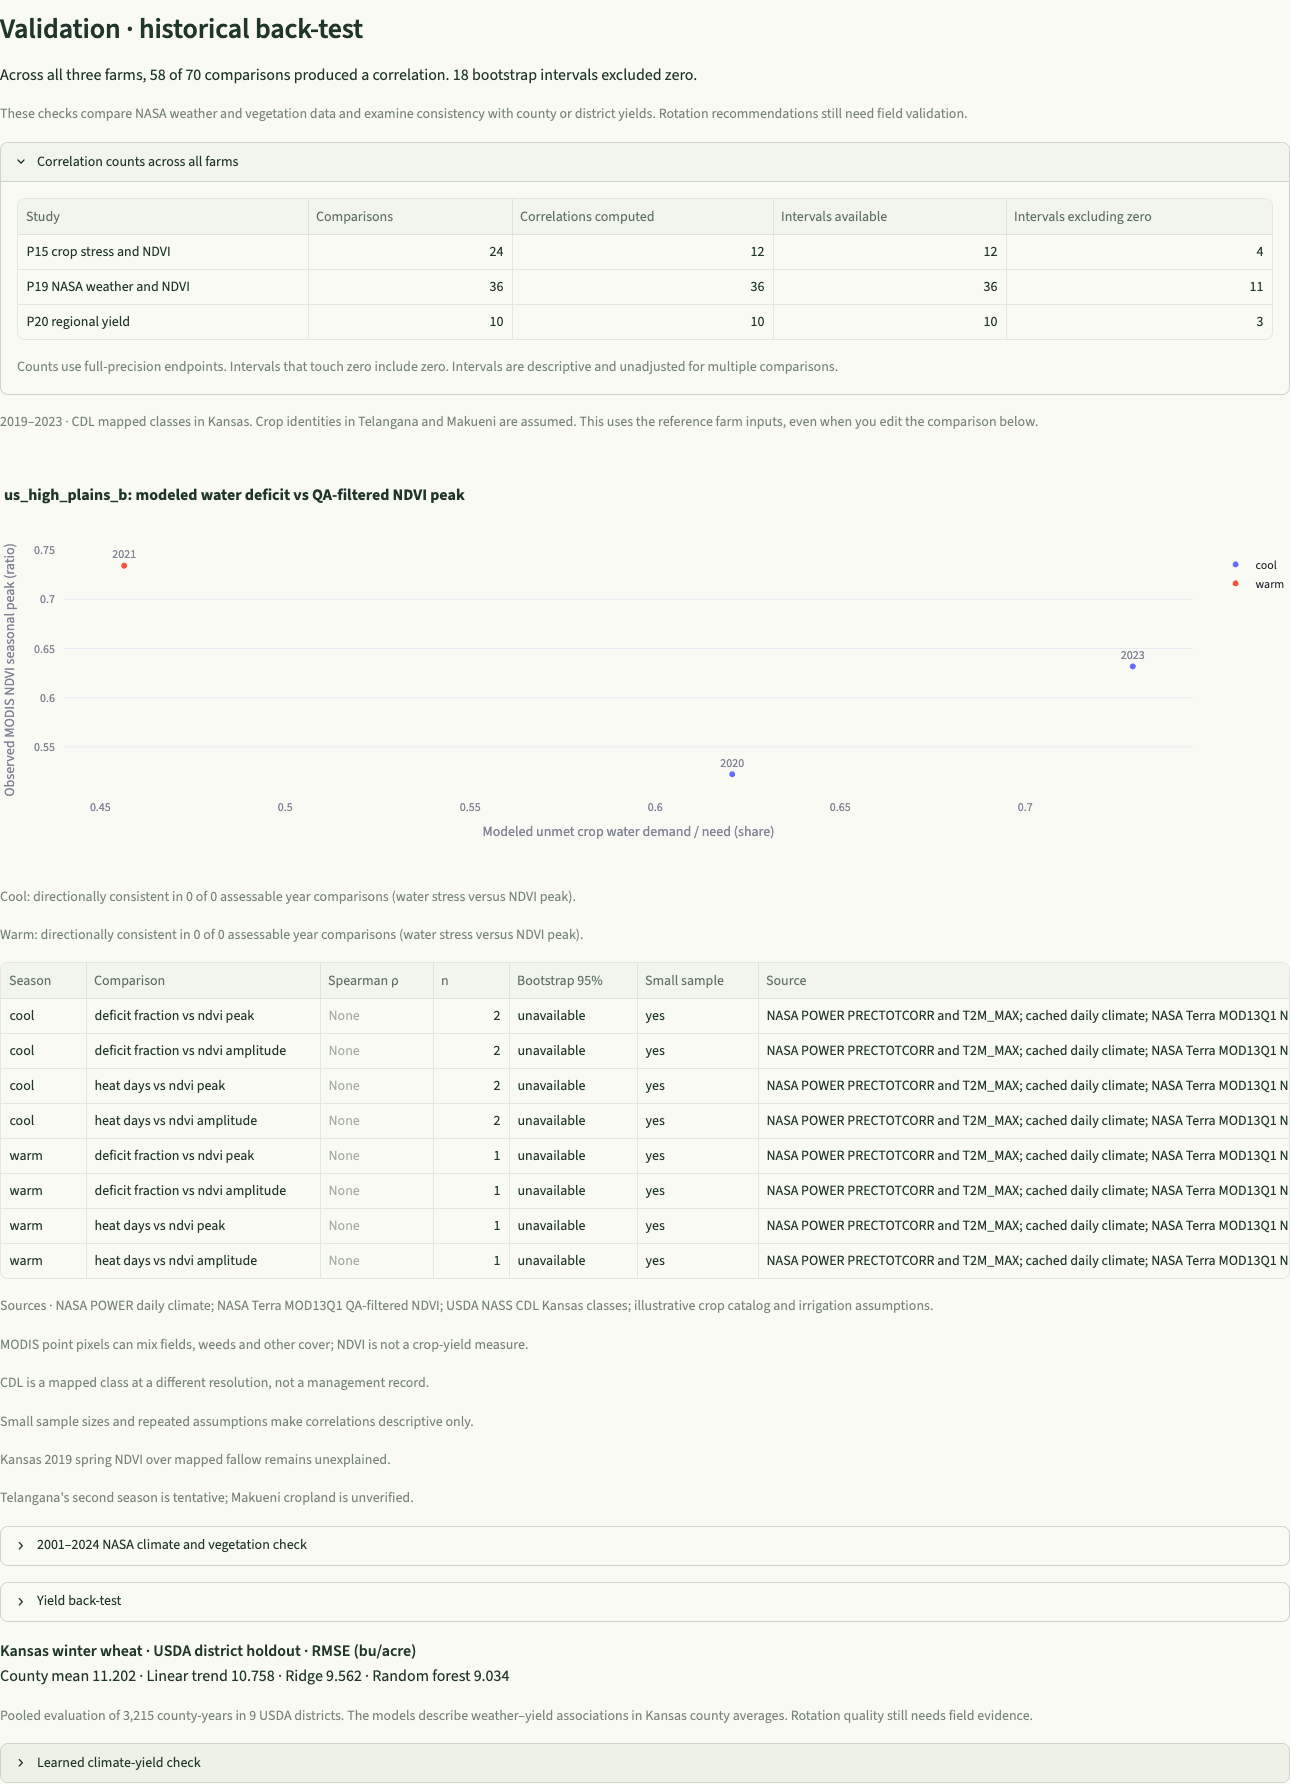 Validation · historical back-test
Across all three farms, 58 of 70 comparisons produced a correlation. 18 bootstrap intervals excluded zero.
These checks compare NASA weather and vegetation data and examine consistency with county or district yields. Rotation recommendations still need field validation.
Correlation counts across all farms
Study Comparisons Correlations computed Intervals available Intervals excluding zero
P15 crop stress and NDVI 24 12 12 4
P19 NASA weather and NDVI 36 36 36 11
P20 regional yield 10 10 10 3
Counts use full-precision endpoints. Intervals that touch zero include zero. Intervals are descriptive and unadjusted for multiple comparisons.
2019–2023 · CDL mapped classes in Kansas. Crop identities in Telangana and Makueni are assumed. This uses the reference farm inputs, even when you edit the comparison below.
us_high_plains_b: modeled water deficit vs QA-filtered NDVI peak
Observed MODIS NDVI seasonal peak (ratio)
0.75
0.7
0.65
0.6
0.55
2021
2023
2020
cool
warm
0.45 0.5 0.55 0.6 0.65 0.7
Modeled unmet crop water demand / need (share)
Cool: directionally consistent in 0 of 0 assessable year comparisons (water stress versus NDVI peak).
Warm: directionally consistent in 0 of 0 assessable year comparisons (water stress versus NDVI peak).
Season Comparison Spearman ρ n Bootstrap 95% Small sample Source
cool deficit fraction vs ndvi peak None 2 unavailable yes NASA POWER PRECTOTCORR and T2M_MAX; cached daily climate; NASA Terra MOD13Q1 N
cool deficit fraction vs ndvi amplitude None 2 unavailable yes NASA POWER PRECTOTCORR and T2M_MAX; cached daily climate; NASA Terra MOD13Q1 N
cool heat days vs ndvi peak None 2 unavailable yes NASA POWER PRECTOTCORR and T2M_MAX; cached daily climate; NASA Terra MOD13Q1 N
cool heat days vs ndvi amplitude None 2 unavailable yes NASA POWER PRECTOTCORR and T2M_MAX; cached daily climate; NASA Terra MOD13Q1 N
warm deficit fraction vs ndvi peak None 1 unavailable yes NASA POWER PRECTOTCORR and T2M_MAX; cached daily climate; NASA Terra MOD13Q1 N
warm deficit fraction vs ndvi amplitude None 1 unavailable yes NASA POWER PRECTOTCORR and T2M_MAX; cached daily climate; NASA Terra MOD13Q1 N
warm heat days vs ndvi peak None 1 unavailable yes NASA POWER PRECTOTCORR and T2M_MAX; cached daily climate; NASA Terra MOD13Q1 N
warm heat days vs ndvi amplitude None 1 unavailable yes NASA POWER PRECTOTCORR and T2M_MAX; cached daily climate; NASA Terra MOD13Q1 N
Sources · NASA POWER daily climate; NASA Terra MOD13Q1 QA-filtered NDVI; USDA NASS CDL Kansas classes; illustrative crop catalog and irrigation assumptions.
MODIS point pixels can mix fields, weeds and other cover; NDVI is not a crop-yield measure.
CDL is a mapped class at a different resolution, not a management record.
Small sample sizes and repeated assumptions make correlations descriptive only.
Kansas 2019 spring NDVI over mapped fallow remains unexplained.
Telangana's second season is tentative; Makueni cropland is unverified.
2001–2024 NASA climate and vegetation check
Yield back-test
Kansas winter wheat · USDA district holdout · RMSE (bu/acre)
County mean 11.202 · Linear trend 10.758 · Ridge 9.562 · Random forest 9.034
Pooled evaluation of 3,215 county-years in 9 USDA districts. The models describe weather–yield associations in Kansas county averages. Rotation quality still needs field evidence.
Learned climate-yield check